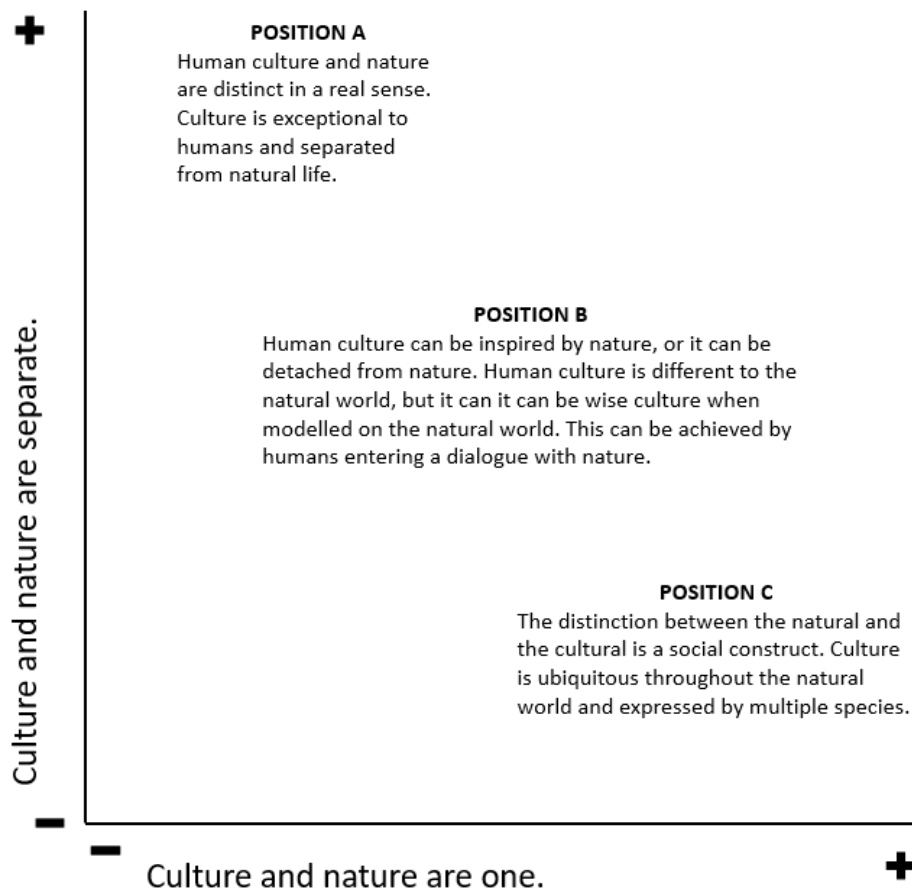 POSITION A
Human culture and nature
are distinct in a real sense.
Culture is exceptional to
humans and separated
from natural life.
POSITION B
Human culture can be inspired by nature, or it can be
detached from nature. Human culture is different to the
natural world, but it can it can be wise culture when
modelled on the natural world. This can be achieved by
humans entering a dialogue with nature.
POSITION C
The distinction between the natural and
the cultural is a social construct. Culture
is ubiquitous throughout the natural
world and expressed by multiple species.
Culture and nature are separate.
Culture and nature are one.